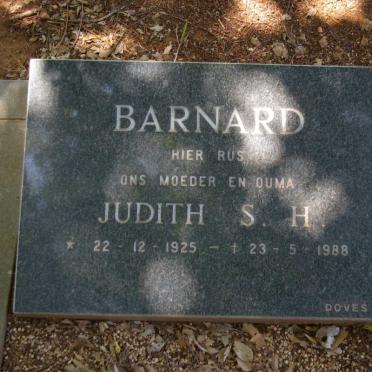 BARNARD
HIER RUS
ONS MOEDER EN OUMA
JUDITH S. H
* 22 - 12 - 1925 — + 23 - 5 - 1988
DOVES